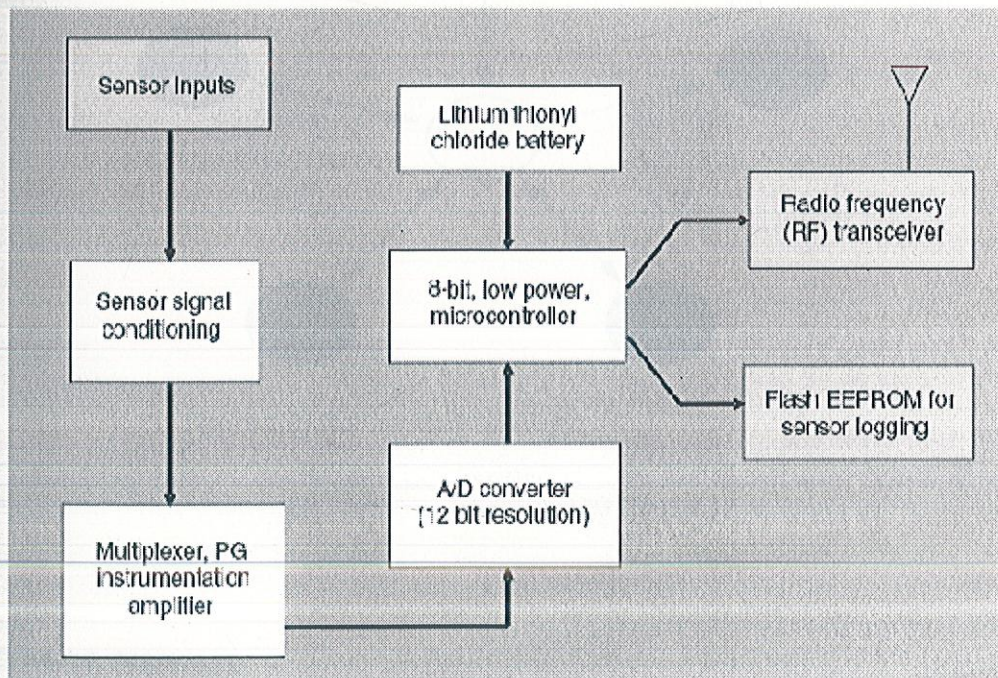 Sensor Inputs
Sensor signal
conditioning
Multiplexer, PG
instrumentation
amplifier
Lithium thionyl
chloride battery
8-bit, low power,
microcontroller
A/D converter
(12 bit resolution)
Radio frequency
(RF) transceiver
Flash EEPROM for
sensor logging